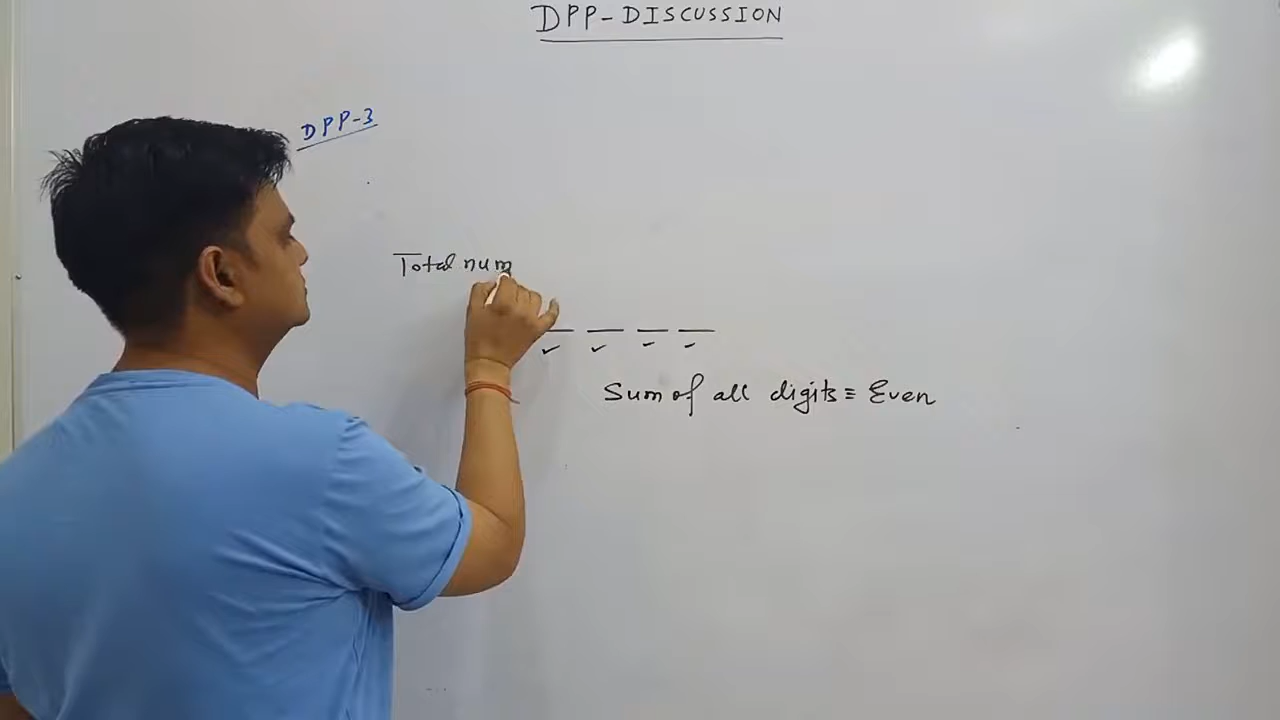 DPP-DISCUSSION
DPP-3
Total num
Sum of all digits ≡ Even